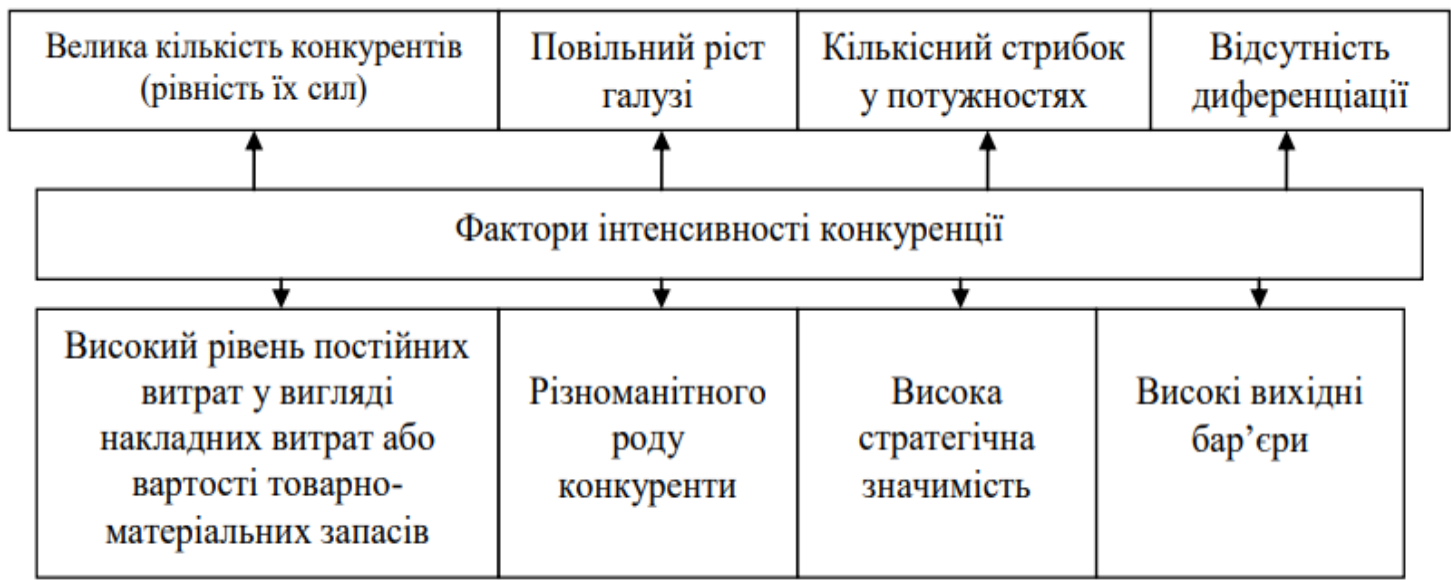 Велика кількість конкурентів
(рівність їх сил)
Повільний ріст
галузі
Кількісний стрибок
у потужностях
Відсутність
диференціації
Фактори інтенсивності конкуренції
Високий рівень постійних
витрат у вигляді
накладних витрат або
вартості товарно-
матеріальних запасів
Різноманітного
роду
конкуренти
Висока
стратегічна
значимість
Високі вихідні
бар’єри